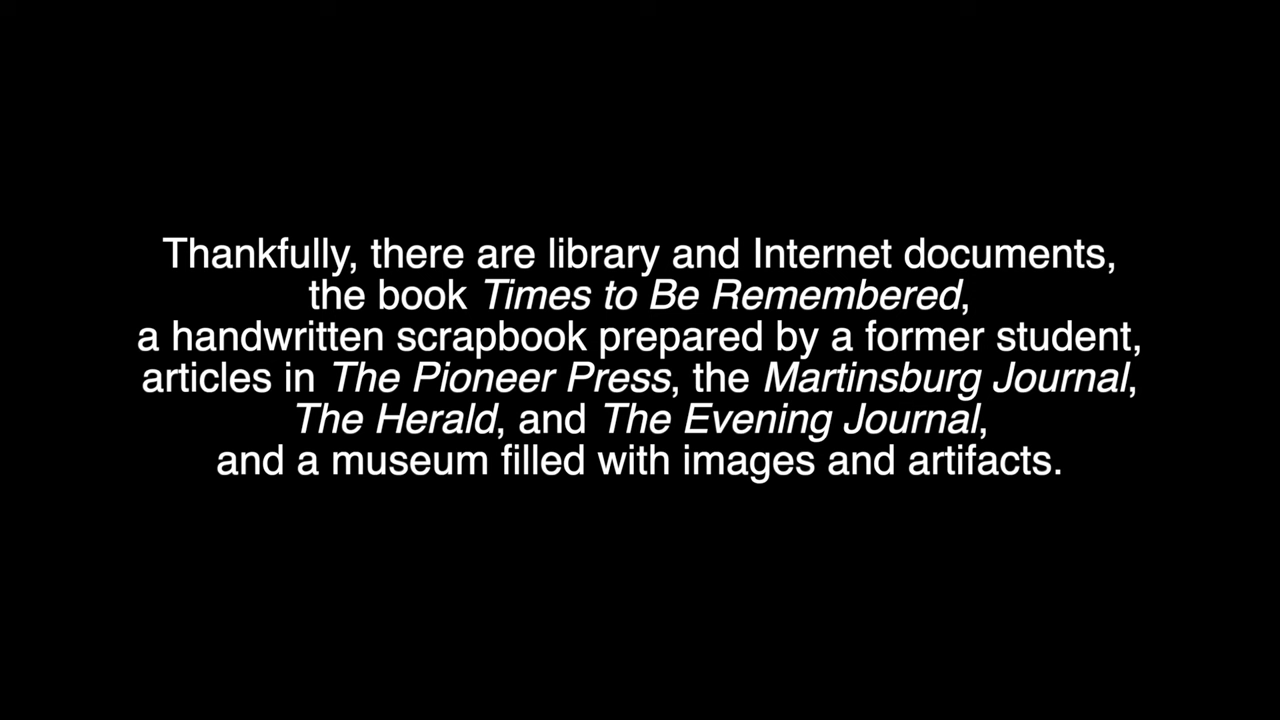 Thankfully, there are library and Internet documents,
the book Times to Be Remembered,
a handwritten scrapbook prepared by a former student,
articles in The Pioneer Press, the Martinsburg Journal,
The Herald, and The Evening Journal,
and a museum filled with images and artifacts.